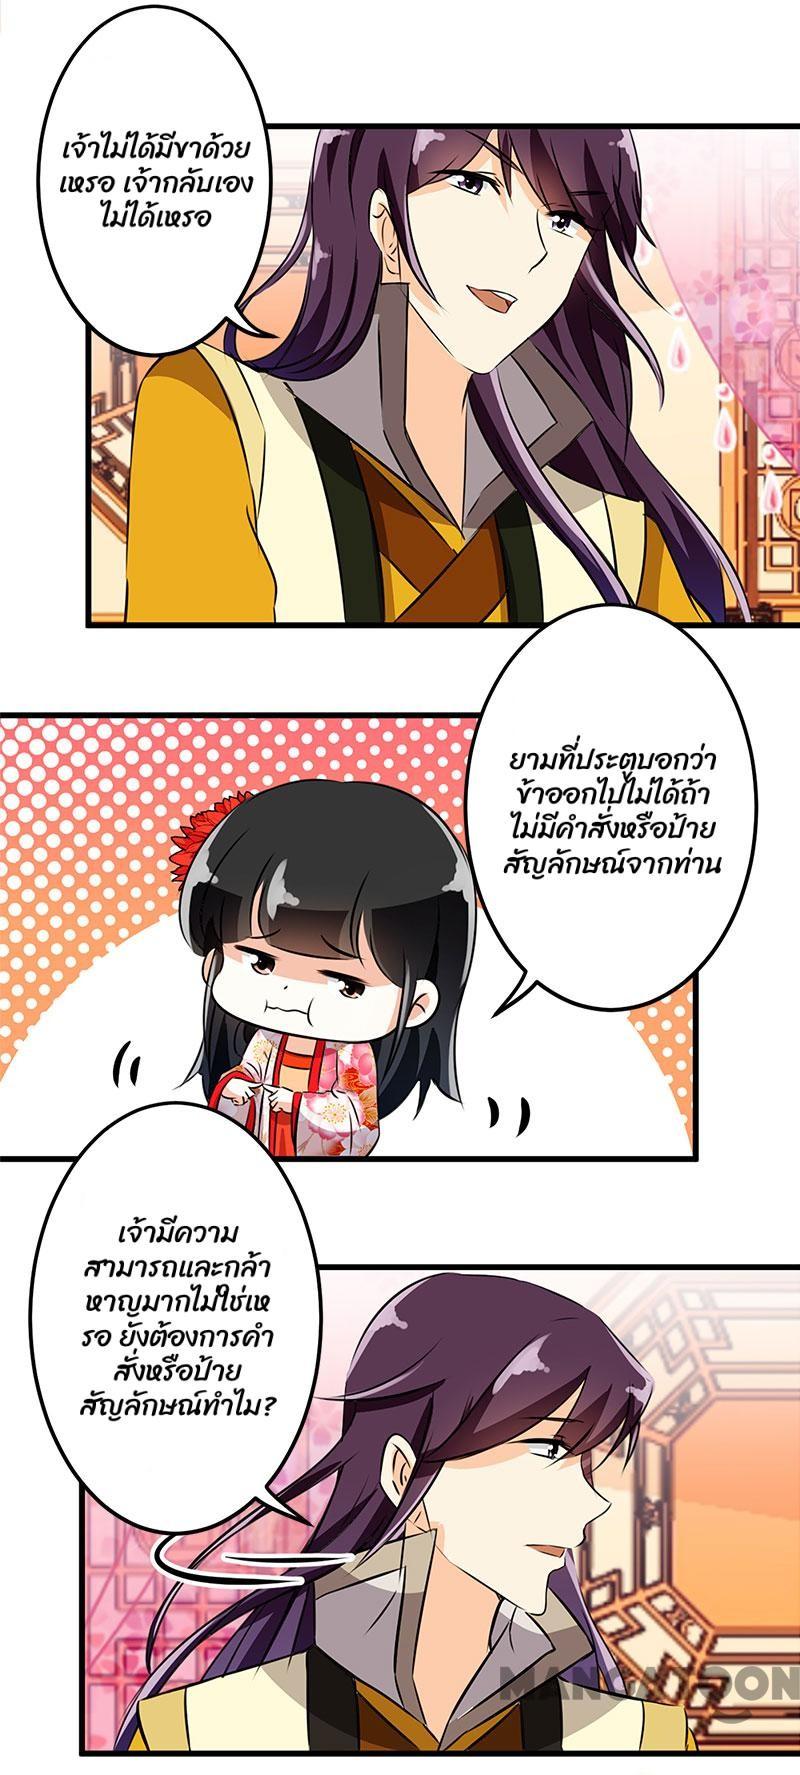 เจ้าไม่ได้มีขาด้วย
เหรอ เจ้ากลับเอง
ไม่ได้เหรอ
ยามที่ประตูบอกว่า
ข้าออกไปไม่ได้ถ้า
ไม่มีคำสั่งหรือป้าย
สัญลักษณ์จากท่าน
เจ้ามีความ
สามารถและกล้า
หาญมากไม่ใช่เห
รอ ยังต้องการคำ
สั่งหรือป้าย
สัญลักษณ์ทำไม?
MANGATOON